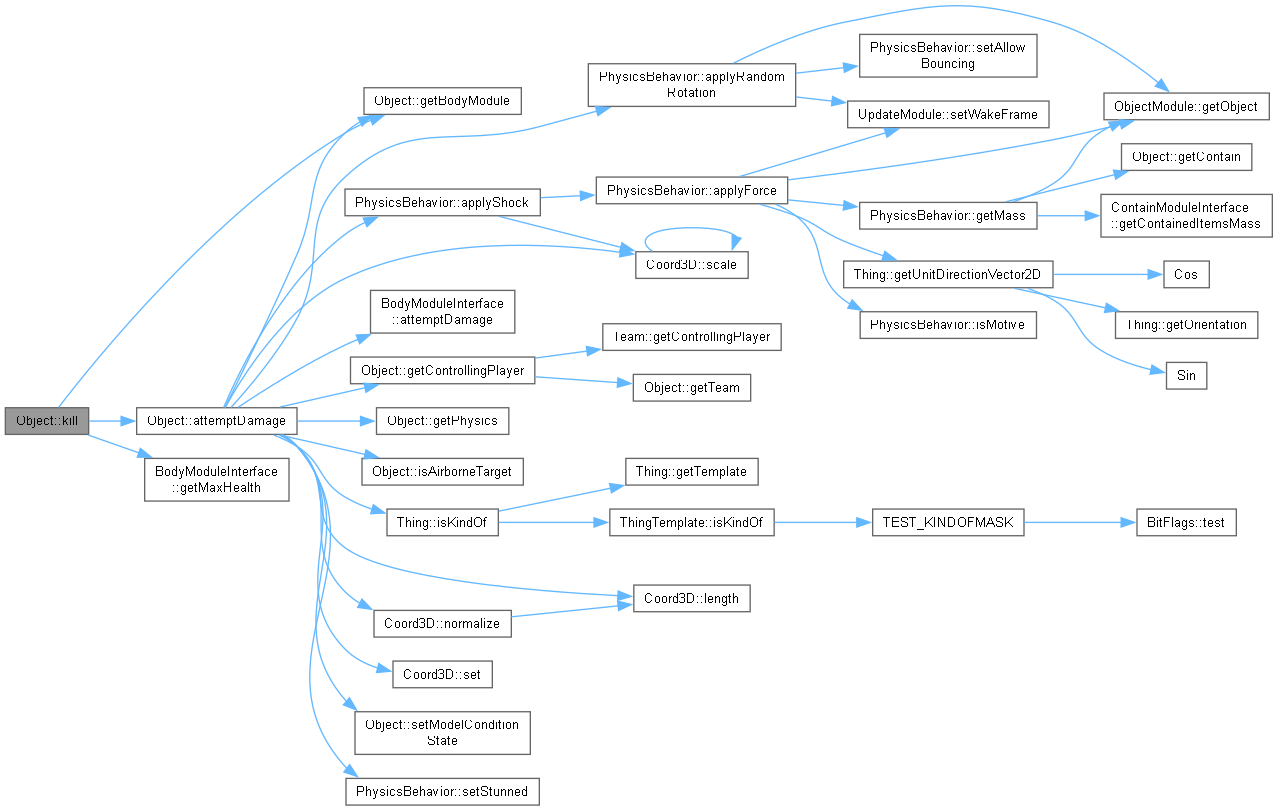 Object::kill
Object::getBodyModule
Object::attemptDamage
BodyModuleInterface
::getMaxHealth
PhysicsBehavior::applyShock
BodyModuleInterface
::attemptDamage
Object::getControllingPlayer
Object::getPhysics
Object::isAirborneTarget
Thing::isKindOf
Coord3D::normalize
Coord3D::set
Object::setModelCondition
State
PhysicsBehavior::setStunned
PhysicsBehavior::applyRandom
Rotation
PhysicsBehavior::applyForce
Coord3D::scale
Team::getControllingPlayer
Object::getTeam
Thing::getTemplate
ThingTemplate::isKindOf
Coord3D::length
PhysicsBehavior::setAllow
Bouncing
UpdateModule::setWakeFrame
PhysicsBehavior::getMass
Thing::getUnitDirectionVector2D
PhysicsBehavior::isMotive
TEST_KINDOFMASK
ObjectModule::getObject
Object::getContain
ContainModuleInterface
::getContainedItemsMass
Cos
Thing::getOrientation
Sin
BitFlags::test